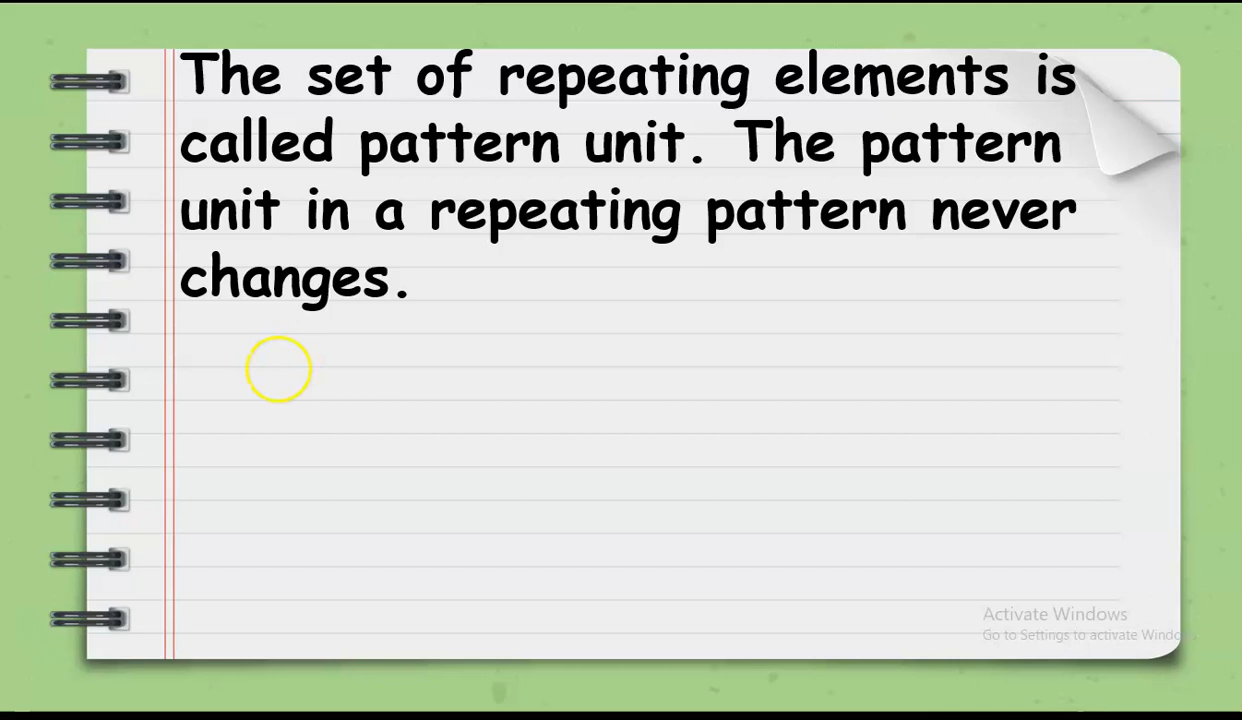 The set of repeating elements is
called pattern unit. The pattern
unit in a repeating pattern never
changes.
Activate Windows
Go to Settings to activate Windows